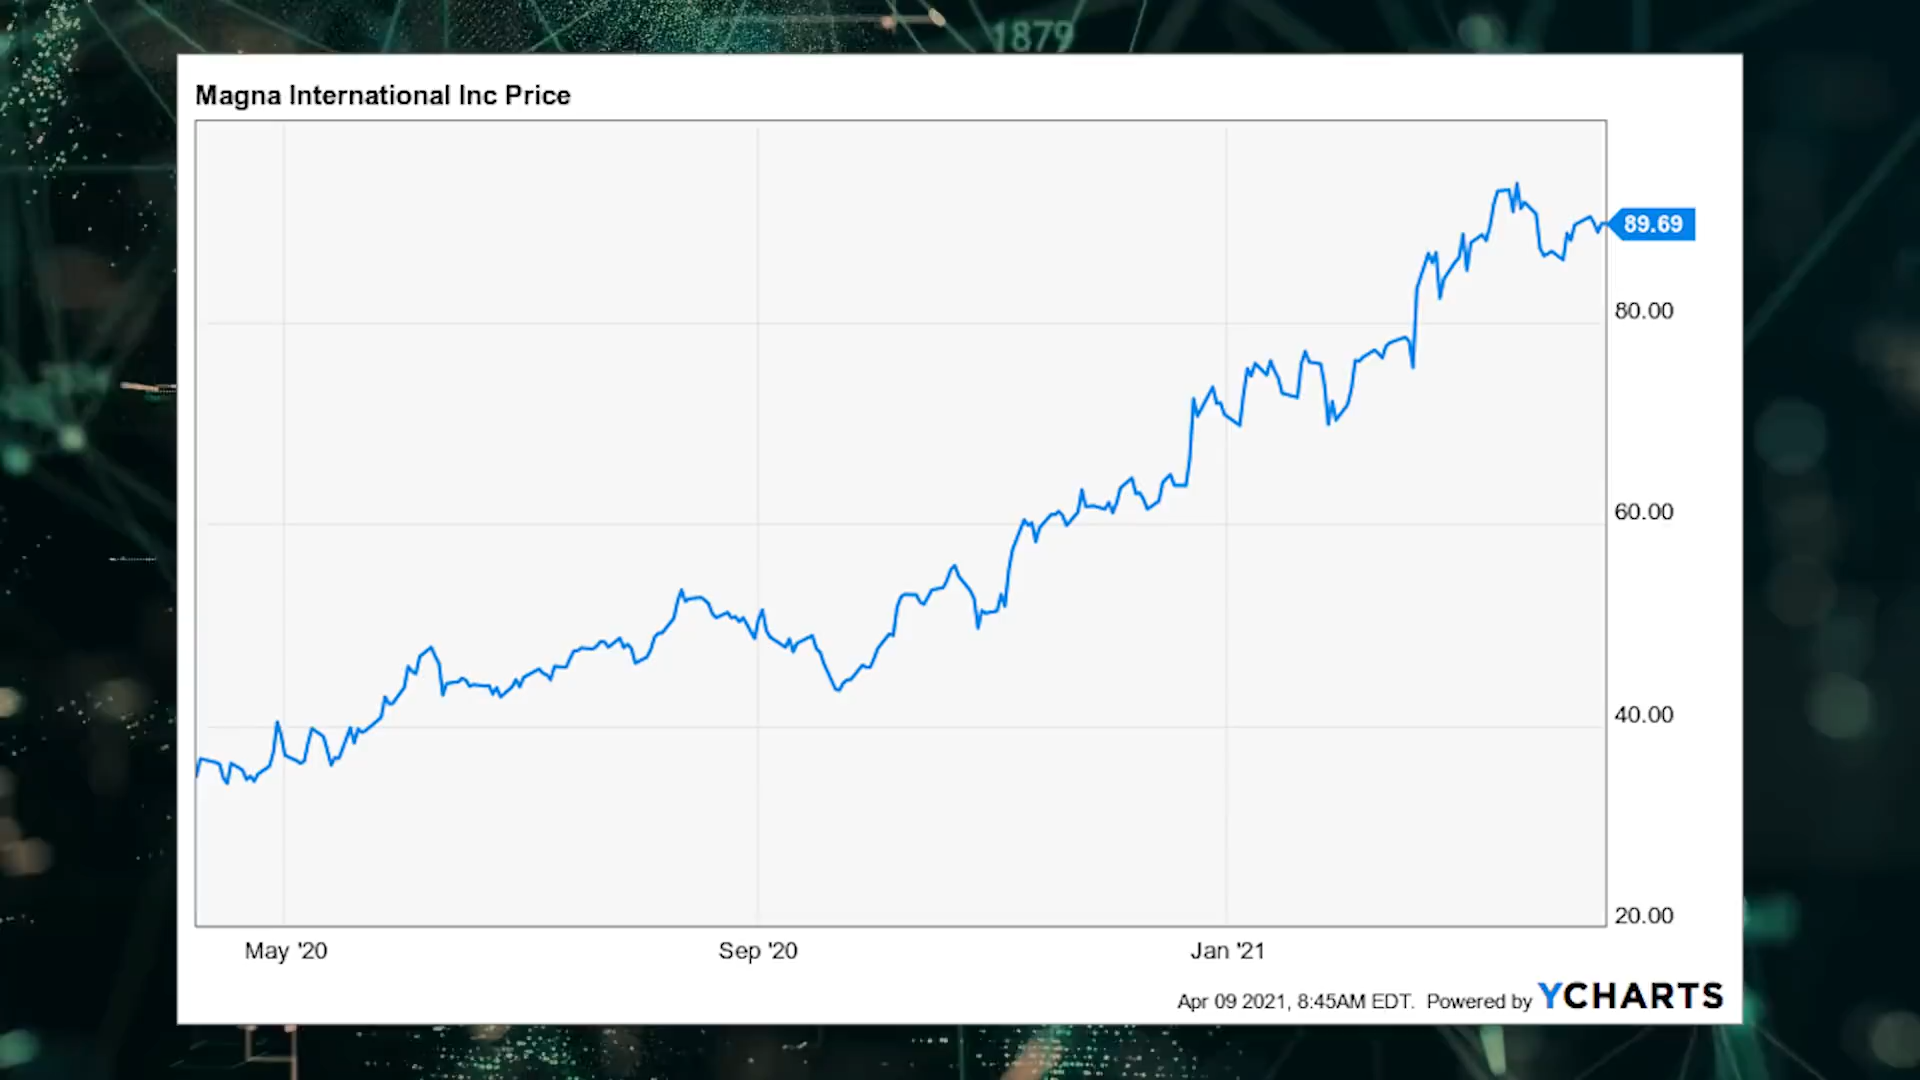 1879
Magna International Inc Price
89.69
80.00
60.00
40.00
20.00
May '20
Sep '20
Jan '21
Apr 09 2021, 8:45AM EDT. Powered by YCHARTS